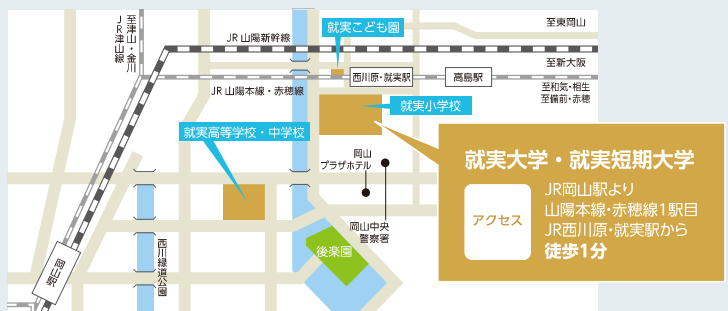 至津山・金川
JR津山線
JR 山陽新幹線
就実こども園
至東岡山
至新大阪
西川原・就実駅
高島駅
JR 山陽本線・赤穂線
至和気・相生
至備前・赤穂
就実小学校
就実高等学校・中学校
岡山
プラザホテル
岡山中央
警察署
後楽園
西川緑道公園
岡山駅
就実大学・就実短期大学
アクセス
JR岡山駅より
山陽本線・赤穂線1駅目
JR西川原・就実駅から
徒歩1分